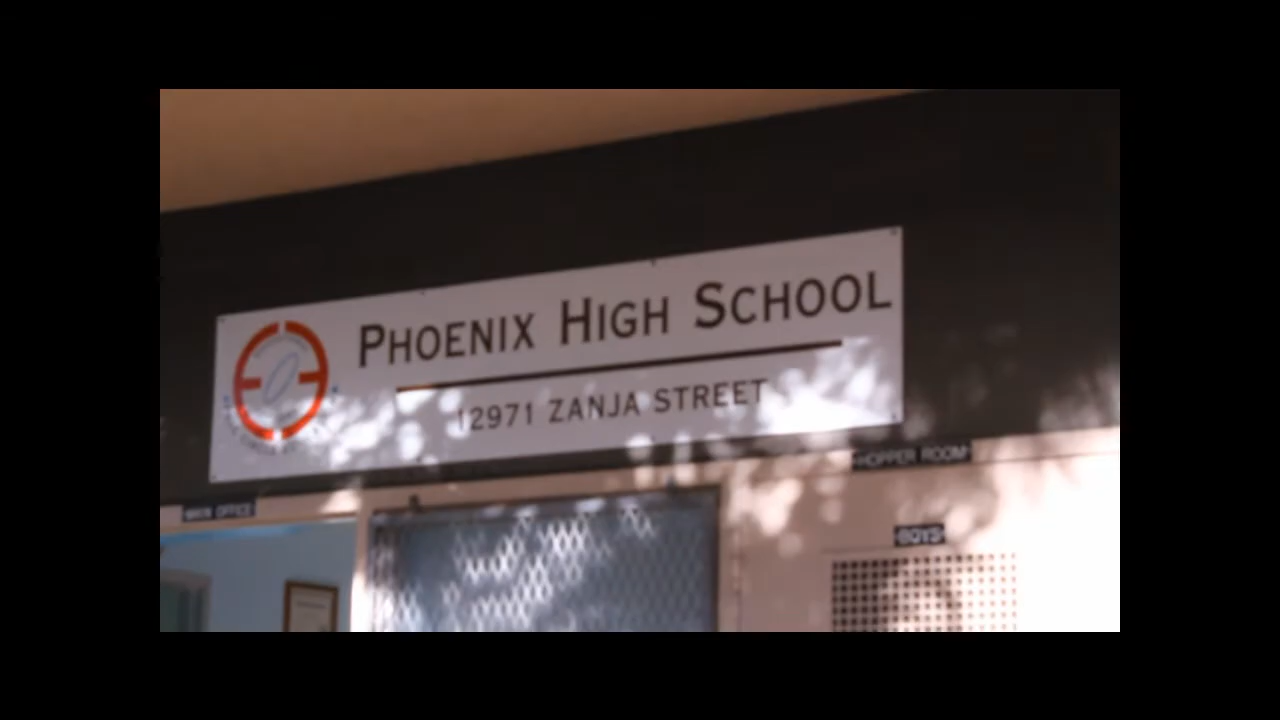 PHOENIX HIGH SCHOOL
12971 ZANJA STREET
HOPPER ROOM
MAIN OFFICE
BOYS